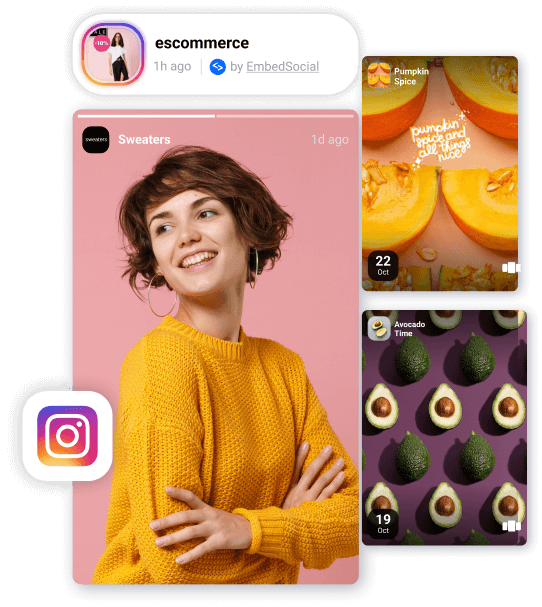 SALE
-10%
escommerce
1h ago
by EmbedSocial
sweaters
Sweaters
1d ago
Pumpkin
Spice
pumpkin
spice and
all things
nice
22
Oct
Avocado
Time
19
Oct